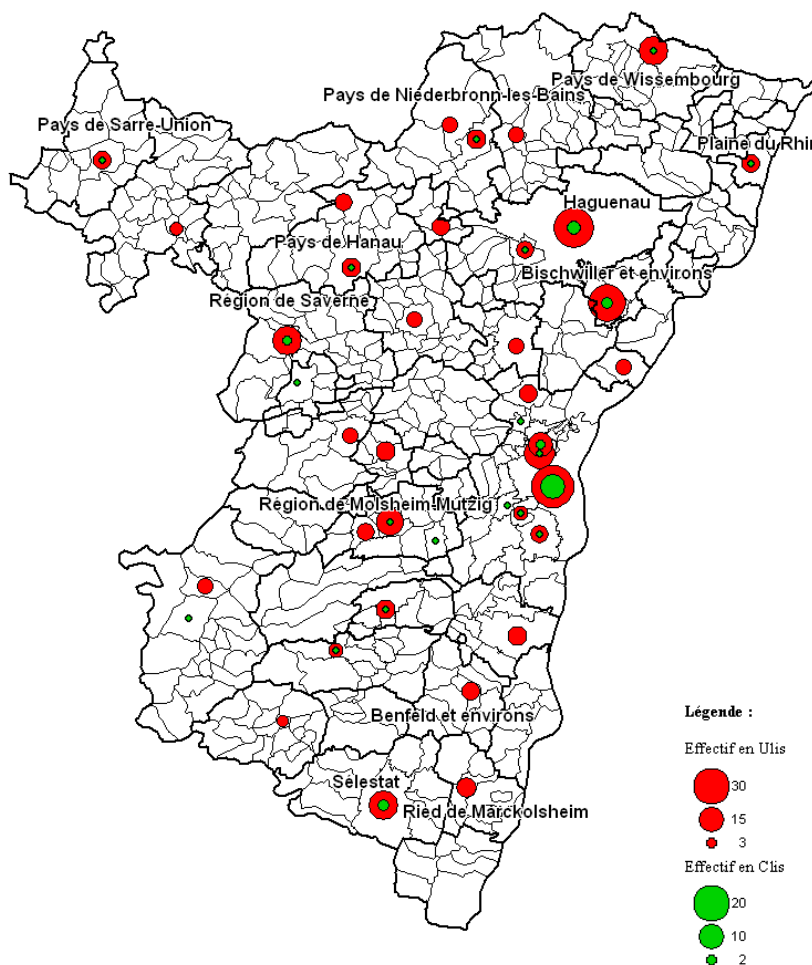 Pays de Wissembourg
Pays de Niederbronn-les-Bains
Pays de Sarre-Union
Plaine du Rhin
Haguenau
Pays de Hanau
Bischwiller et environs
Région de Saverne
Région de Molsheim-Mutzig
Benfeld et environs
Sélestat
Ried de Marckolsheim
Légende :
Effectif en Ulis
30
15
3
Effectif en Clis
20
10
2